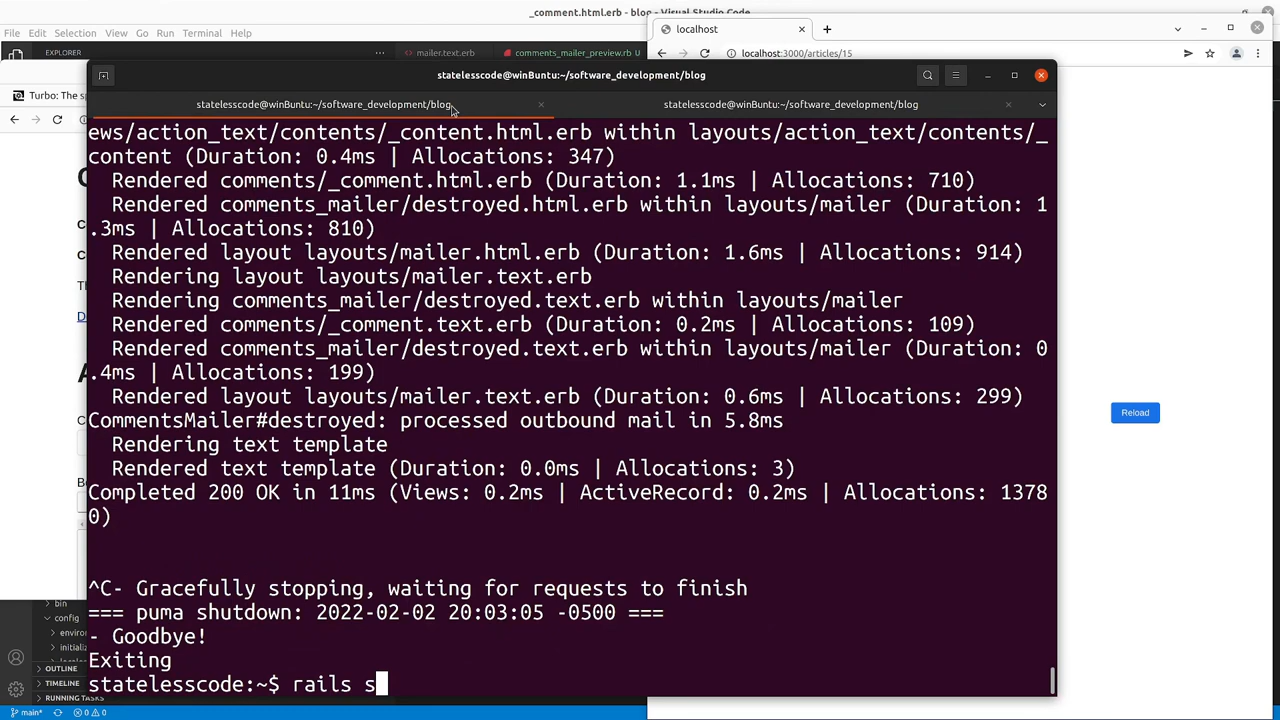 _comment.html.erb - blog - Visual Studio Code
File Edit Selection View Go Run Terminal Help
localhost
EXPLORER
mailer.text.erb
comments_mailer_preview.rb U
localhost:3000/articles/15
statelesscode@winBuntu:~/software_development/blog
Turbo: The sp
statelesscode@winBuntu:~/software_development/blog
statelesscode@winBuntu:~/software_development/blog
ews/action_text/contents/_content.html.erb within layouts/action_text/contents/_
content (Duration: 0.4ms | Allocations: 347)
  Rendered comments/_comment.html.erb (Duration: 1.1ms | Allocations: 710)
  Rendered comments_mailer/destroyed.html.erb within layouts/mailer (Duration: 1
.3ms | Allocations: 810)
  Rendered layout layouts/mailer.html.erb (Duration: 1.6ms | Allocations: 914)
  Rendering layout layouts/mailer.text.erb
  Rendering comments_mailer/destroyed.text.erb within layouts/mailer
  Rendered comments/_comment.text.erb (Duration: 0.2ms | Allocations: 109)
  Rendered comments_mailer/destroyed.text.erb within layouts/mailer (Duration: 0
.4ms | Allocations: 199)
  Rendered layout layouts/mailer.text.erb (Duration: 0.6ms | Allocations: 299)
CommentsMailer#destroyed: processed outbound mail in 5.8ms
  Rendering text template
  Rendered text template (Duration: 0.0ms | Allocations: 3)
Completed 200 OK in 11ms (Views: 0.2ms | ActiveRecord: 0.2ms | Allocations: 1378
0)
^C- Gracefully stopping, waiting for requests to finish
=== puma shutdown: 2022-02-02 20:03:05 -0500 ===
- Goodbye!
Exiting
statelesscode:~$ rails s
Reload
bin
config
OUTLINE
TIMELINE
RUNNING TASKS
main*
0
0